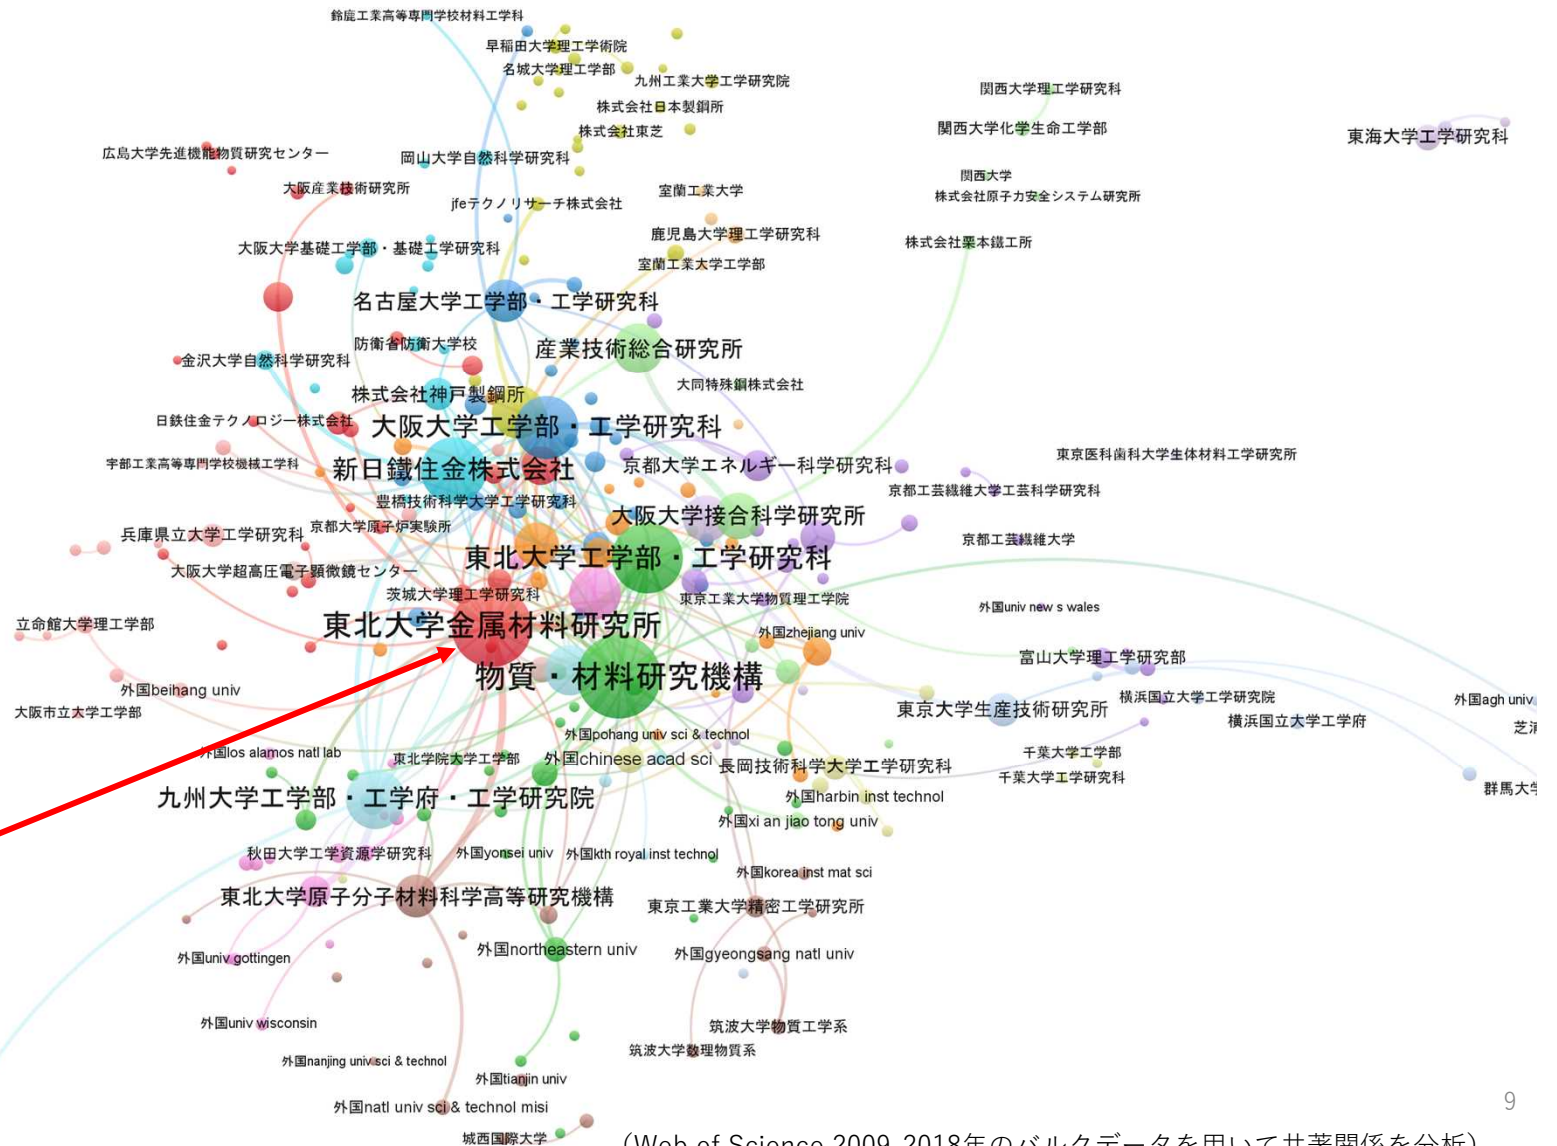 鈴鹿工業高等専門学校材料工学科
早稲田大学理工学術院
名城大学理工学部
九州工業大学工学研究院
関西大学理工学研究科
株式会社日本製鋼所
関西大学化学生命工学部
株式会社東芝
東海大学工学研究科
広島大学先進機能物質研究センター
岡山大学自然科学研究科
関西大学
大阪産業技術研究所
室蘭工業大学
株式会社原子力安全システム研究所
jfeテクノリサーチ株式会社
鹿児島大学理工学研究科
株式会社栗本鐵工所
大阪大学基礎工学部・基礎工学研究科
室蘭工業大学工学部
名古屋大学工学部・工学研究科
防衛省防衛大学校
産業技術総合研究所
金沢大学自然科学研究科
大同特殊鋼株式会社
株式会社神戸製鋼所
日鉄住金テクノロジー株式会社
大阪大学工学部・工学研究科
東京医科歯科大学生体材料工学研究所
宇部工業高等専門学校機械工学科
新日鐵住金株式会社
京都大学エネルギー科学研究科
京都工芸繊維大学工芸科学研究科
豊橋技術科学大学工学研究科
大阪大学接合科学研究所
京都大学原子炉実験所
兵庫県立大学工学研究科
京都工芸繊維大学
東北大学工学部・工学研究科
大阪大学超高圧電子顕微鏡センター
茨城大学理工学研究科
東京工業大学物質理工学院
外国univ new s wales
立命館大学理工学部
東北大学金属材料研究所
外国zhejiang univ
富山大学理工学研究部
物質・材料研究機構
外国beihang univ
横浜国立大学工学研究院
外国agh univ
大阪市立大学工学部
東京大学生産技術研究所
横浜国立大学工学府
芝浦
外国pohang univ sci & technol
外国los alamos natl lab
東北学院大学工学部
外国chinese acad sci
千葉大学工学部
長岡技術科学大学工学研究科
千葉大学工学研究科
群馬大学
九州大学工学部・工学府・工学研究院
外国harbin inst technol
外国xi an jiao tong univ
秋田大学工学資源学研究科
外国yonsei univ
外国kth royal inst technol
外国korea inst mat sci
東北大学原子分子材料科学高等研究機構
東京工業大学精密工学研究所
外国northeastern univ
外国gyeongsang natl univ
外国univ gottingen
外国univ wisconsin
筑波大学物質工学系
筑波大学数理物質系
外国nanjing univ sci & technol
外国tianjin univ
9
外国natl univ sci & technol misi
城西国際大学
（Web of Science 2009-2018年のバルクデータを用いて共著関係を分析）